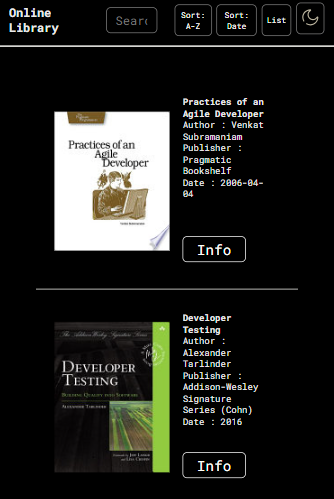 Online
Library
Searc
Sort:
A-Z
Sort:
Date
List
Practices of an
Agile Developer
Author : Venkat
Subramaniam
Publisher :
Pragmatic
Bookshelf
Date : 2006-04-
04
Practices of an
Agile
Developer
Info
Developer
Testing
Author :
Alexander
Tarlinder
Publisher :
Addison-Wesley
Signature
Series (Cohn)
Date : 2016
The Addison-Wesley Signature Series
DEVELOPER
TESTING
BUILDING QUALITY INTO SOFTWARE
ALEXANDER TARLINDER
Info